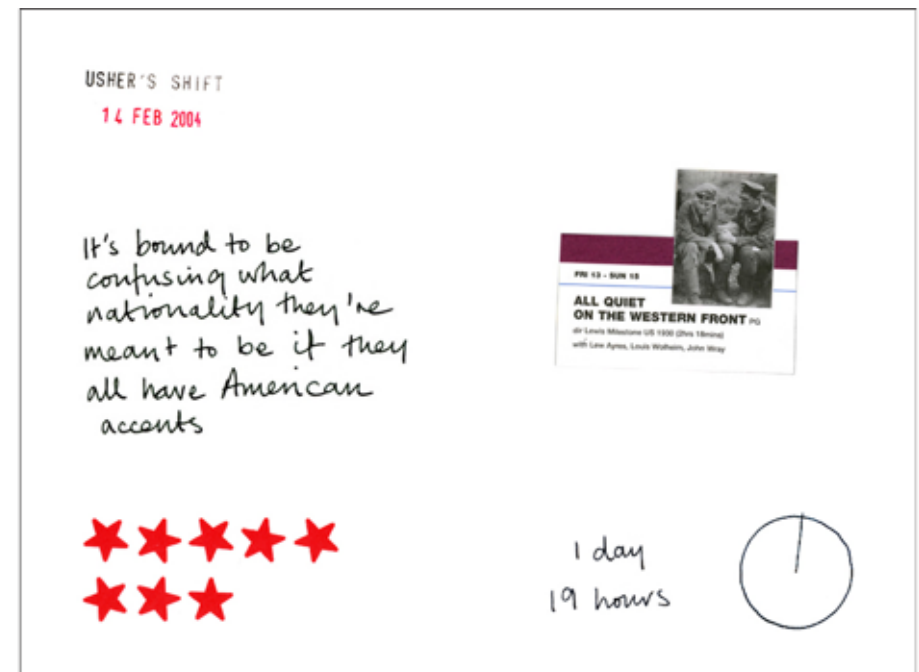 USHER'S SHIFT
14 FEB 2004
It's bound to be
confusing what
nationality they're
meant to be if they
all have American
accents
FRI 13 - SUN 15
ALL QUIET
ON THE WESTERN FRONT PG
dir Lewis Milestone US 1930 (2hrs 18mins)
with Lew Ayres, Louis Wolheim, John Wray
1 day
19 hours